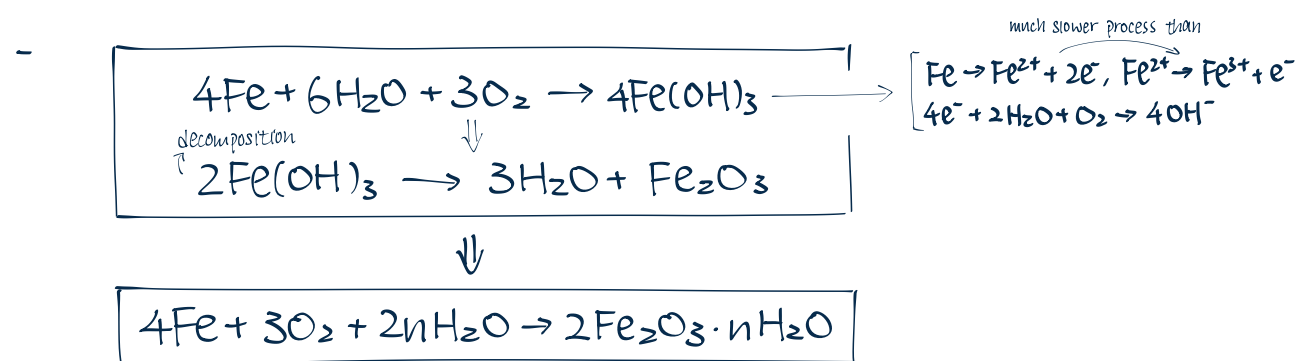 much slower process than
-
4Fe + 6H₂O + 3O₂ → 4Fe(OH)₃ → Fe → Fe²⁺ + 2e⁻, Fe²⁺ → Fe³⁺ + e⁻
4e⁻ + 2H₂O + O₂ → 4OH⁻
decomposition
2Fe(OH)₃ → 3H₂O + Fe₂O₃
4Fe + 3O₂ + 2nH₂O → 2Fe₂O₃·nH₂O